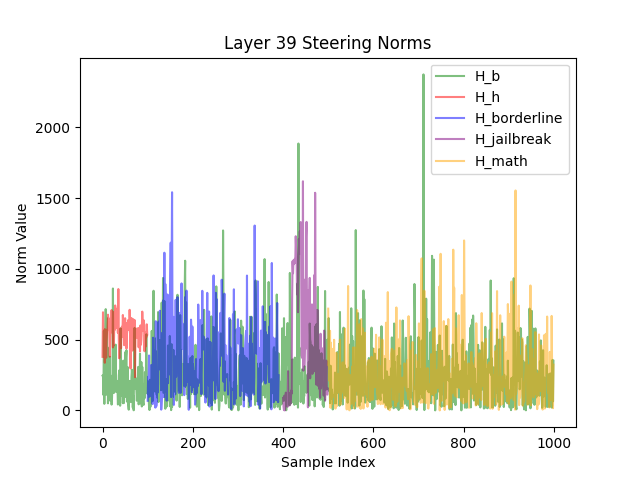 Layer 39 Steering Norms
H_b
H_h
H_borderline
H_jailbreak
H_math
Norm Value
2000
1500
1000
500
0
0
200
400
600
800
1000
Sample Index